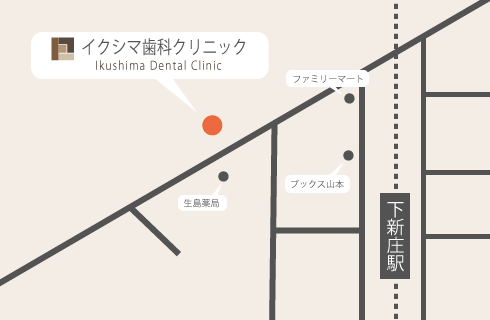 イクシマ歯科クリニック
Ikushima Dental Clinic
ファミリーマート
ブックス山本
生島薬局
下新庄駅